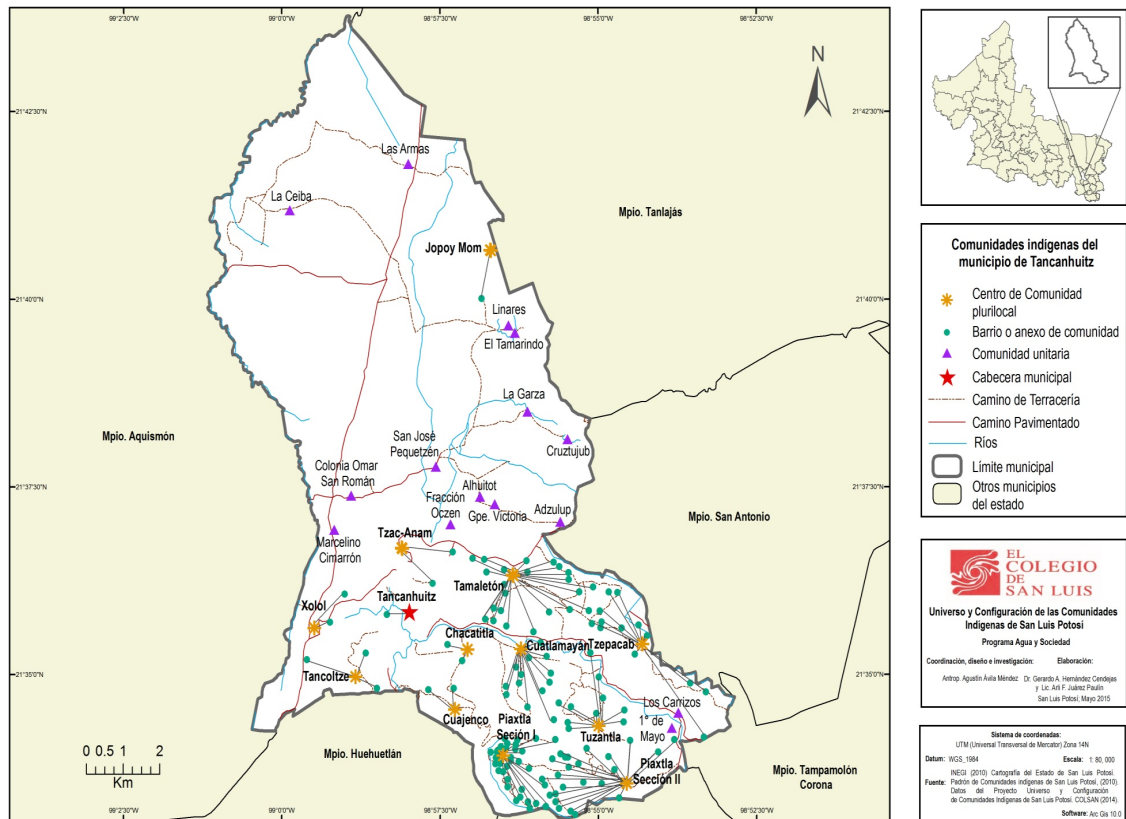 99°2'30"W
99°0'0"W
98°57'30"W
98°55'0"W
98°52'30"W
N
21°42'30"N
21°42'30"N
Las Armas
La Ceiba
Mpio. Tanlajás
Jopoy Mom
21°40'0"N
21°40'0"N
Linares
El Tamarindo
La Garza
Mpio. Aquismón
San José
Pequetzén
Cruztujub
Colonia Omar
San Román
21°37'30"N
21°37'30"N
Alhuitot
Fracción
Oczen
Gpe. Victoria
Adzulup
Mpio. San Antonio
Marcelino
Cimarrón
Tzac-Anam
Tamaletón
Tancanhuitz
Xolol
Chacatitla
Cuatlamayán
Tzepacab
21°35'0"N
21°35'0"N
Tancoltze
Los Carrizos
1° de
Mayo
Cuajenco
Piaxtla
Seción I
Tuzantla
0 0.5 1 2
Km
Mpio. Huehuetlán
Piaxtla
Sección II
Mpio. Tampamolón
Corona
99°2'30"W
99°0'0"W
98°57'30"W
98°55'0"W
98°52'30"W
Comunidades indígenas del
municipio de Tancanhuitz
Centro de Comunidad
plurilocal
Barrio o anexo de comunidad
Comunidad unitaria
Cabecera municipal
Camino de Terracería
Camino Pavimentado
Ríos
Límite municipal
Otros municipios
del estado
EL
COLEGIO
DE
SAN LUIS
Universo y Configuración de las Comunidades
Indigenas de San Luis Potosí
Programa Agua y Sociedad
Coordinación, diseño e investigación: Elaboración:
Antrop. Agustín Ávila Méndez Dr. Gerardo A. Hernández Cendejas
y Lic. Arli F. Juárez Paulín
San Luis Potosí; Mayo 2015
Sistema de coordenadas:
UTM (Universal Transversal de Mercator) Zona 14N
Datum: WGS_1984 Escala: 1: 80, 000
Fuente: INEGI (2010) Cartografía del Estado de San Luis Potosí.
Padrón de Comunidades indígenas de San Luis Potosí, (2010).
Datos del Proyecto Universo y Configuración
de Comunidades Indigenas de San Luis Potosí. COLSAN (2014).
Software: Arc Gis 10.0